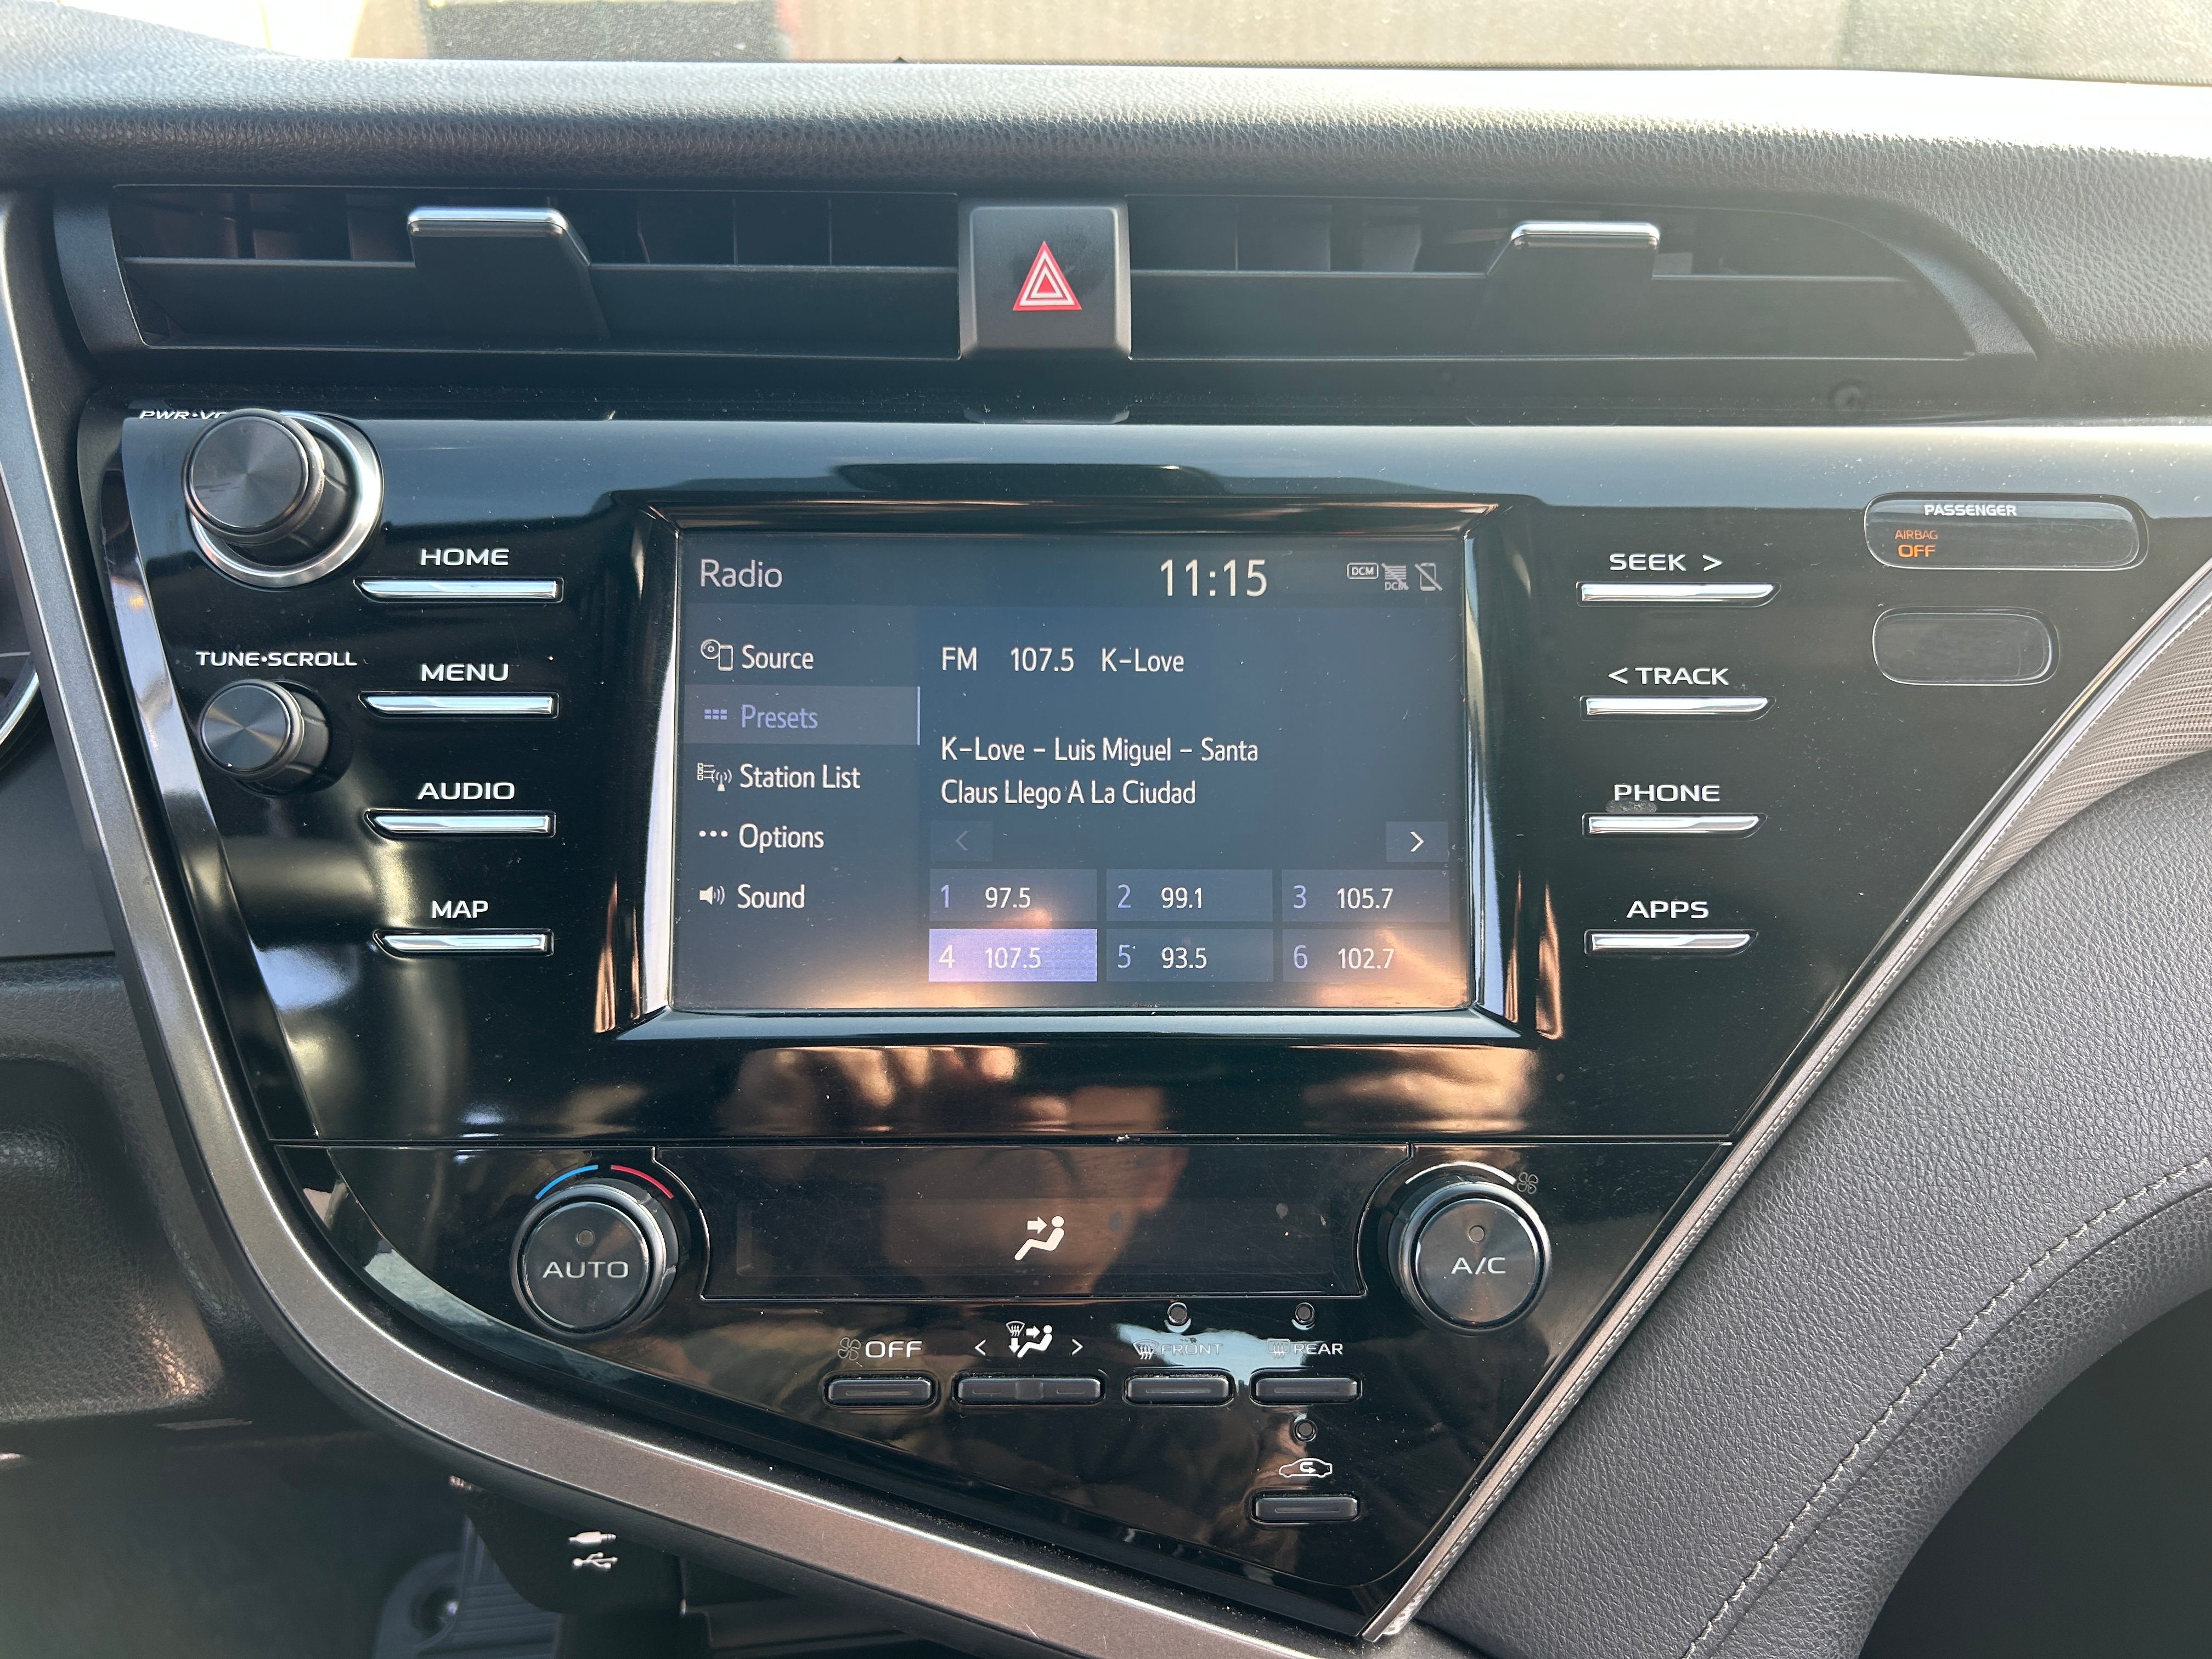 PWR•VO
HOME
TUNE•SCROLL
MENU
AUDIO
MAP
Radio
11:15
DCM
DCM
Source
Presets
Station List
Options
Sound
FM 107.5 K-Love
K-Love - Luis Miguel - Santa
Claus Llego A La Ciudad
< >
1 97.5 2 99.1 3 105.7
4 107.5 5 93.5 6 102.7
SEEK >
< TRACK
PHONE
APPS
PASSENGER
AIRBAG
OFF
AUTO
A/C
OFF
< >
FRONT
REAR